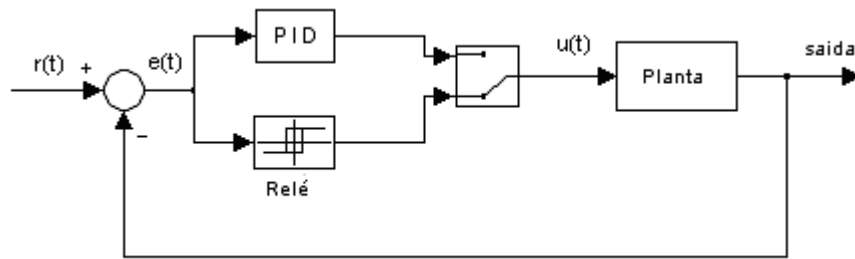 PID
r(t)
+
e(t)
u(t)
Planta
saida
−
Relé